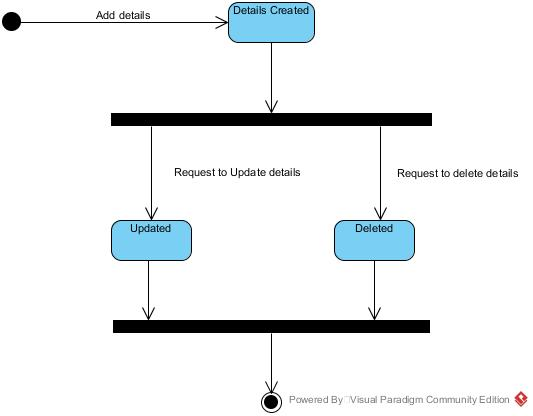 Add details
Details Created
Request to Update details
Request to delete details
Updated
Deleted
Powered By Visual Paradigm Community Edition